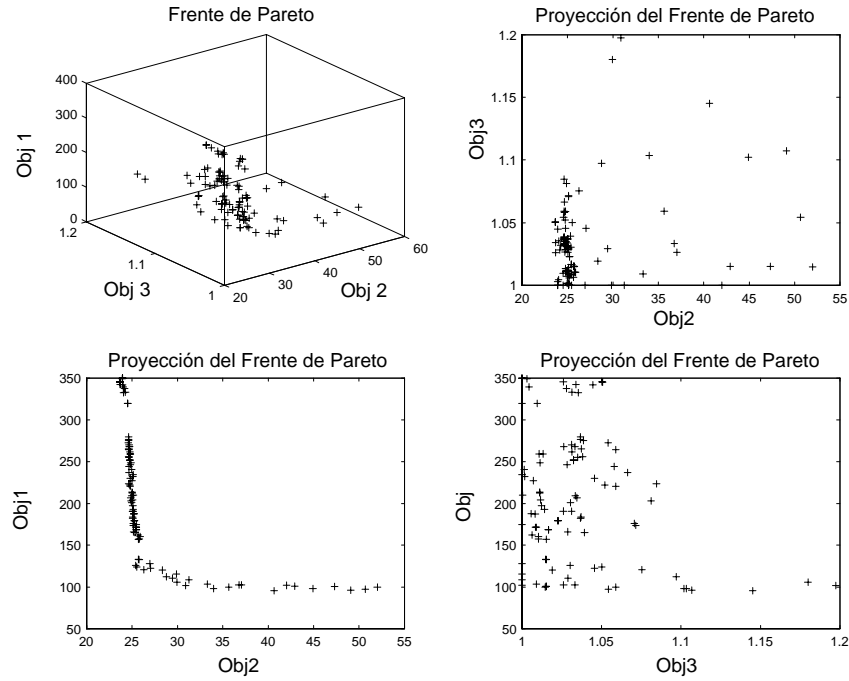 Frente de Pareto
400
300
200
100
0
Obj 1
1.2
1.1
1
Obj 3
20
30
40
50
60
Obj 2
Proyección del Frente de Pareto
1.2
1.15
1.1
1.05
1
Obj3
20 25 30 35 40 45 50 55
Obj2
Proyección del Frente de Pareto
350
300
250
200
150
100
50
Obj1
20 25 30 35 40 45 50 55
Obj2
Proyección del Frente de Pareto
350
300
250
200
150
100
50
Obj
1 1.05 1.1 1.15 1.2
Obj3